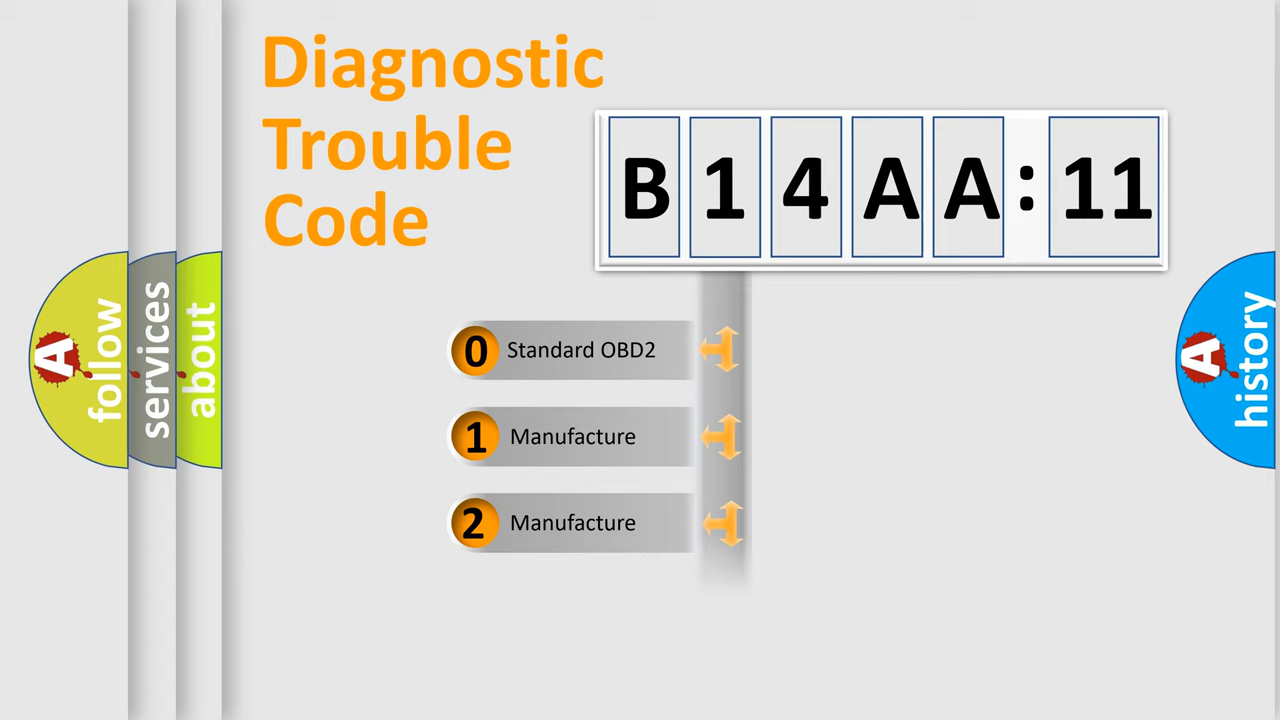 Diagnostic
Trouble
Code
B 1 4 A A : 11
0 Standard OBD2
1 Manufacture
2 Manufacture
A follow
services
about
A history